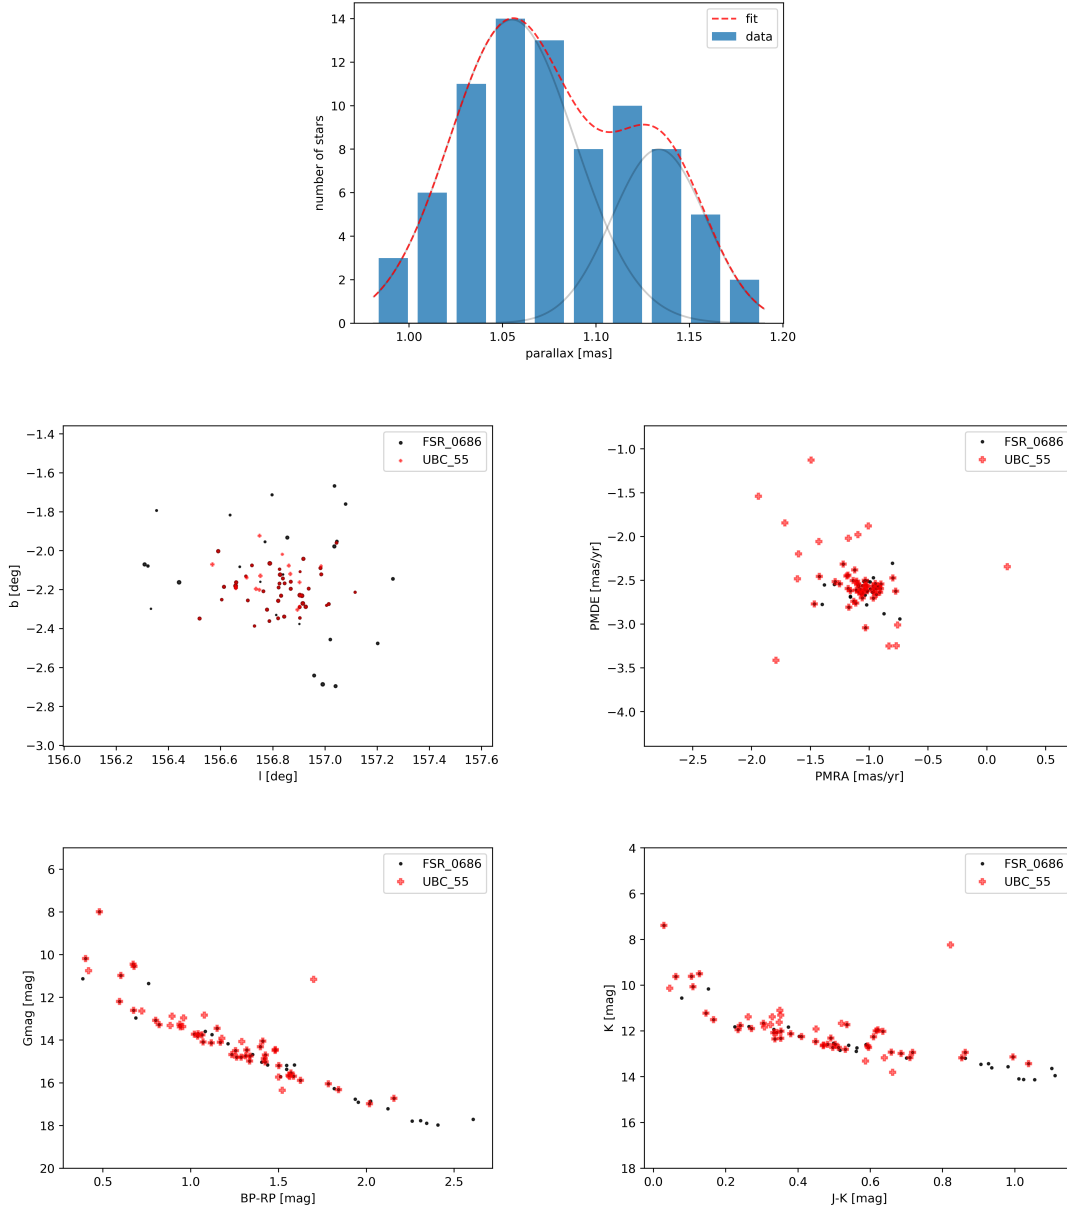 14
12
10
8
6
4
2
0
number of stars
fit
data
1.00 1.05 1.10 1.15 1.20
parallax [mas]
−1.4
−1.6
−1.8
−2.0
−2.2
−2.4
−2.6
−2.8
−3.0
b [deg]
FSR_0686
UBC_55
156.0 156.2 156.4 156.6 156.8 157.0 157.2 157.4 157.6
l [deg]
−1.0
−1.5
−2.0
−2.5
−3.0
−3.5
−4.0
PMDE [mas/yr]
FSR_0686
UBC_55
−2.5 −2.0 −1.5 −1.0 −0.5 0.0 0.5
PMRA [mas/yr]
6
8
10
12
14
16
18
20
Gmag [mag]
FSR_0686
UBC_55
0.5 1.0 1.5 2.0 2.5
BP-RP [mag]
4
6
8
10
12
14
16
18
K [mag]
FSR_0686
UBC_55
0.0 0.2 0.4 0.6 0.8 1.0
J-K [mag]